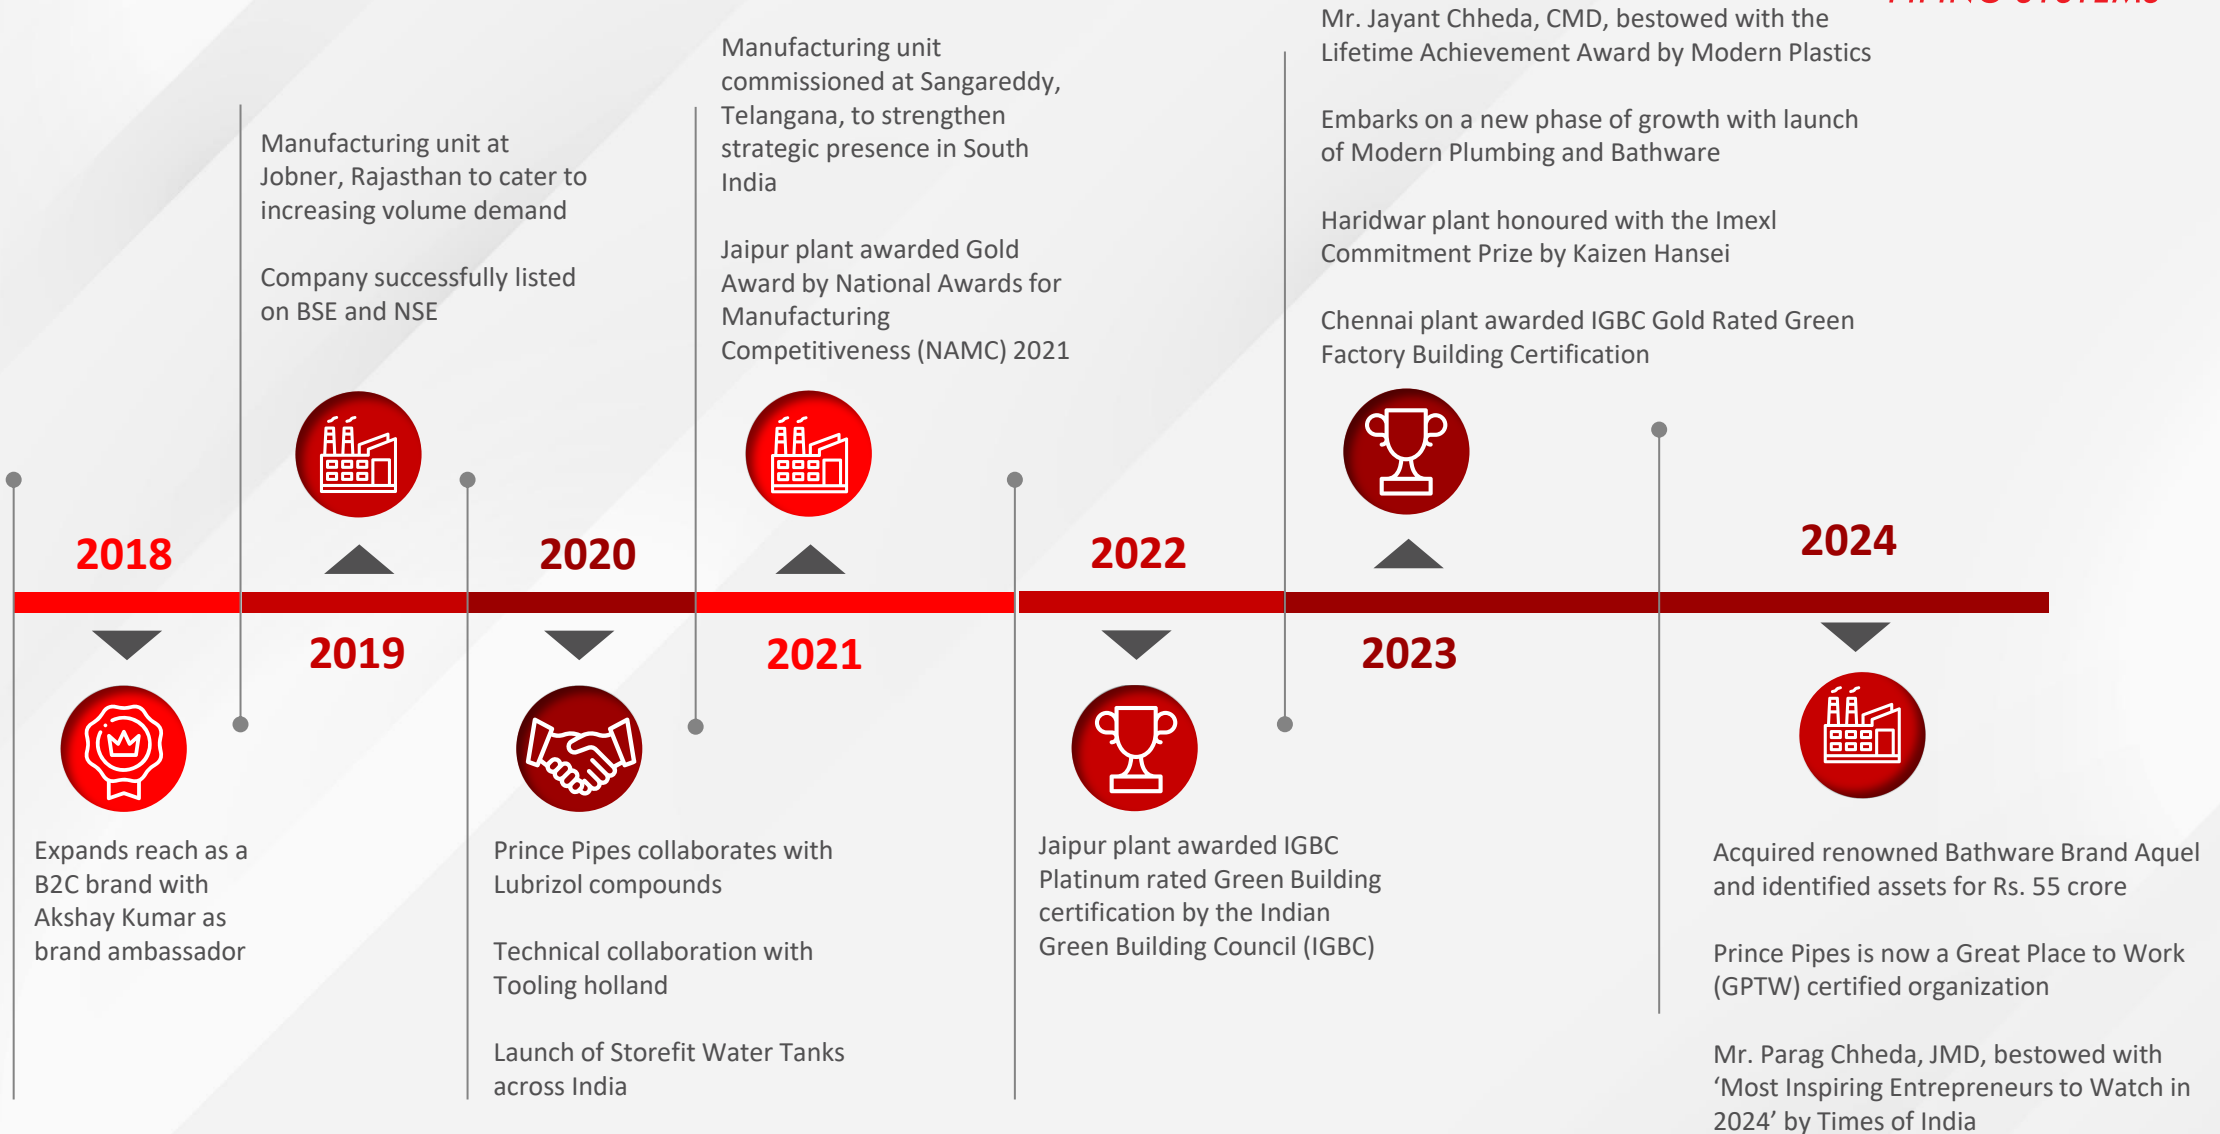 PIPING SYSTEMS
Mr. Jayant Chheda, CMD, bestowed with the
Lifetime Achievement Award by Modern Plastics
Embarks on a new phase of growth with launch
of Modern Plumbing and Bathware
Haridwar plant honoured with the Imexl
Commitment Prize by Kaizen Hansei
Chennai plant awarded IGBC Gold Rated Green
Factory Building Certification
Manufacturing unit
commissioned at Sangareddy,
Telangana, to strengthen
strategic presence in South
India
Jaipur plant awarded Gold
Award by National Awards for
Manufacturing
Competitiveness (NAMC) 2021
Manufacturing unit at
Jobner, Rajasthan to cater to
increasing volume demand
Company successfully listed
on BSE and NSE
2018
2020
2022
2024
2019
2021
2023
Expands reach as a
B2C brand with
Akshay Kumar as
brand ambassador
Prince Pipes collaborates with
Lubrizol compounds
Technical collaboration with
Tooling holland
Launch of Storefit Water Tanks
across India
Jaipur plant awarded IGBC
Platinum rated Green Building
certification by the Indian
Green Building Council (IGBC)
Acquired renowned Bathware Brand Aquel
and identified assets for Rs. 55 crore
Prince Pipes is now a Great Place to Work
(GPTW) certified organization
Mr. Parag Chheda, JMD, bestowed with
‘Most Inspiring Entrepreneurs to Watch in
2024’ by Times of India